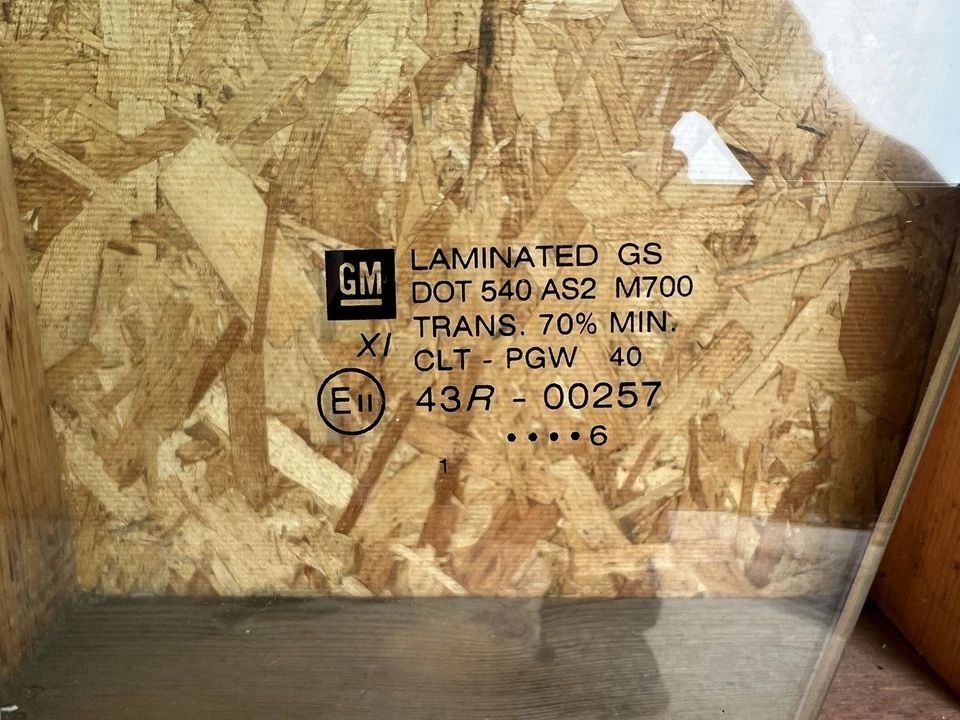 GM LAMINATED GS
DOT 540 AS2 M700
TRANS. 70% MIN.
XI
CLT - PGW 40
E11 43R - 00257
••••6
1